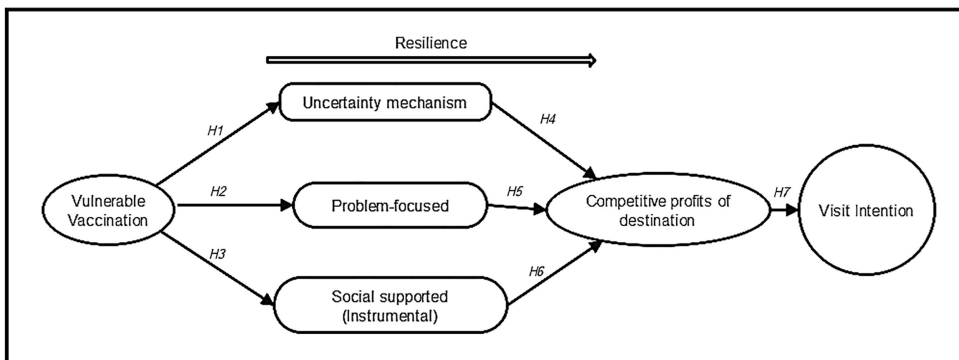 Resilience
Uncertainty mechanism
H1
H4
Vulnerable
Vaccination
H2
Problem-focused
H5
Competitive profits of
destination
H7
Visit Intention
H3
Social supported
(Instrumental)
H6